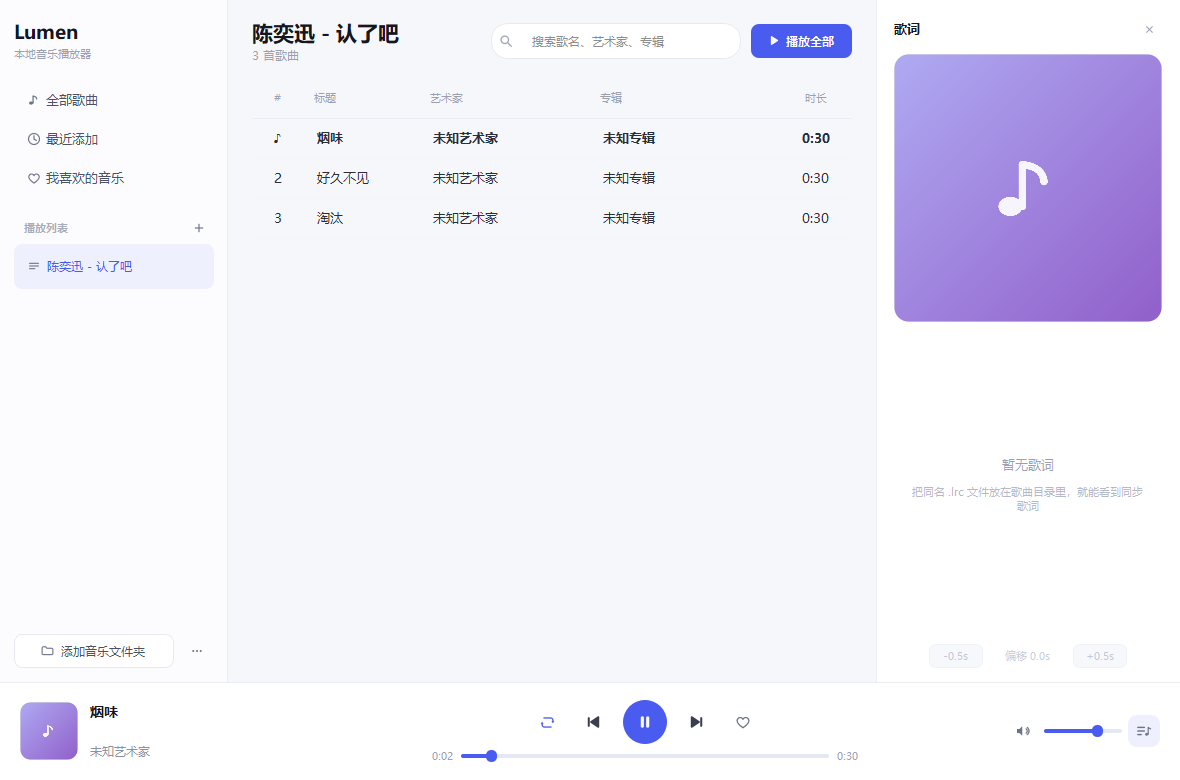 Lumen
本地音乐播放器
全部歌曲
最近添加
我喜欢的音乐
播放列表
陈奕迅 - 认了吧
添加音乐文件夹
陈奕迅 - 认了吧
3 首歌曲
搜索歌名、艺术家、专辑
播放全部
# 标题 艺术家 专辑 时长
烟味 未知艺术家 未知专辑 0:30
2 好久不见 未知艺术家 未知专辑 0:30
3 淘汰 未知艺术家 未知专辑 0:30
歌词
暂无歌词
把同名 .lrc 文件放在歌曲目录里，就能看到同步
歌词
-0.5s 偏移 0.0s +0.5s
烟味
未知艺术家
0:02 0:30